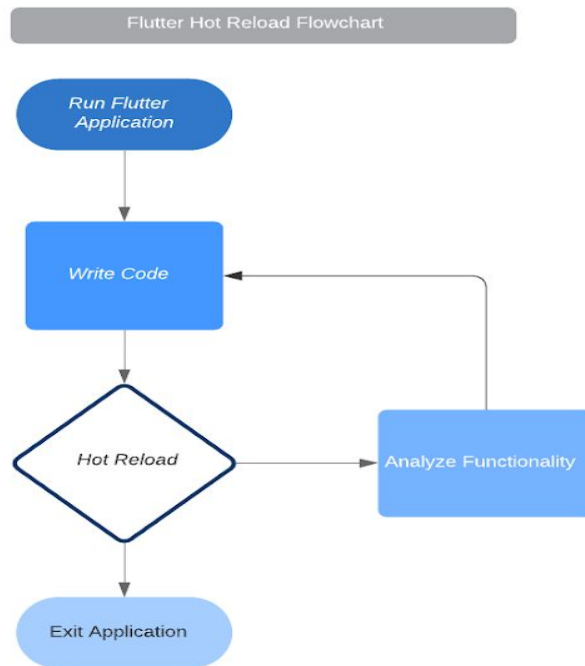 Flutter Hot Reload Flowchart
Run Flutter
Application
Write Code
Hot Reload
Analyze Functionality
Exit Application